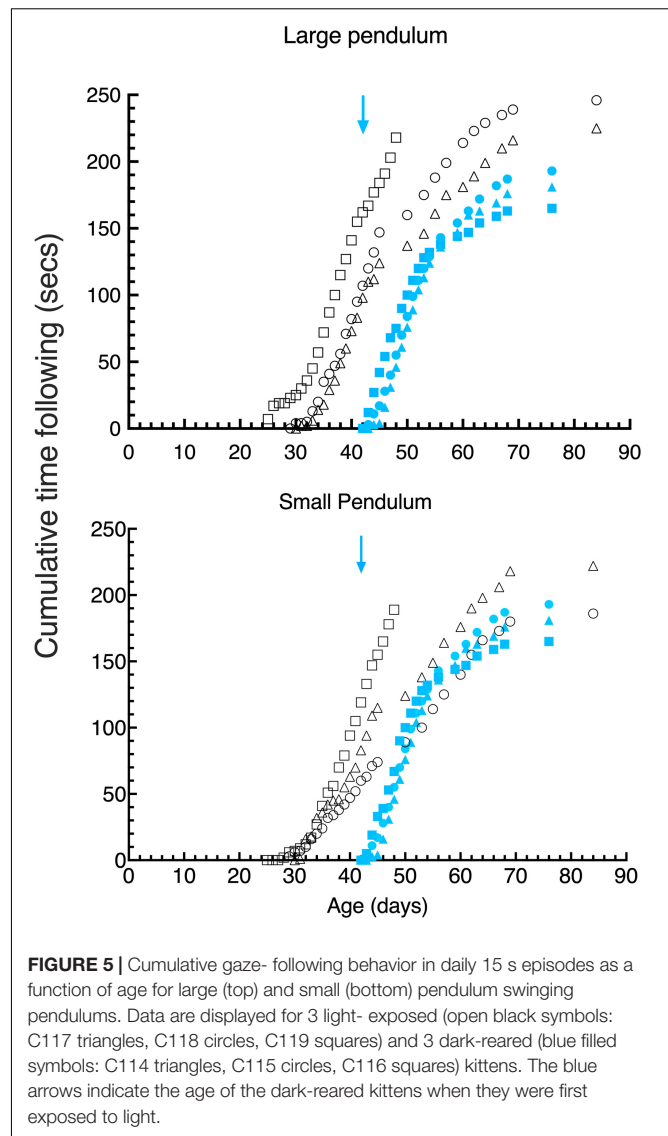 Large pendulum
250
200
150
100
50
0
0 10 20 30 40 50 60 70 80 90
Cumulative time following (secs)
Small Pendulum
250
200
150
100
50
0
0 10 20 30 40 50 60 70 80 90
Age (days)
FIGURE 5 | Cumulative gaze- following behavior in daily 15 s episodes as a
function of age for large (top) and small (bottom) pendulum swinging
pendulums. Data are displayed for 3 light- exposed (open black symbols:
C117 triangles, C118 circles, C119 squares) and 3 dark-reared (blue filled
symbols: C114 triangles, C115 circles, C116 squares) kittens. The blue
arrows indicate the age of the dark-reared kittens when they were first
exposed to light.